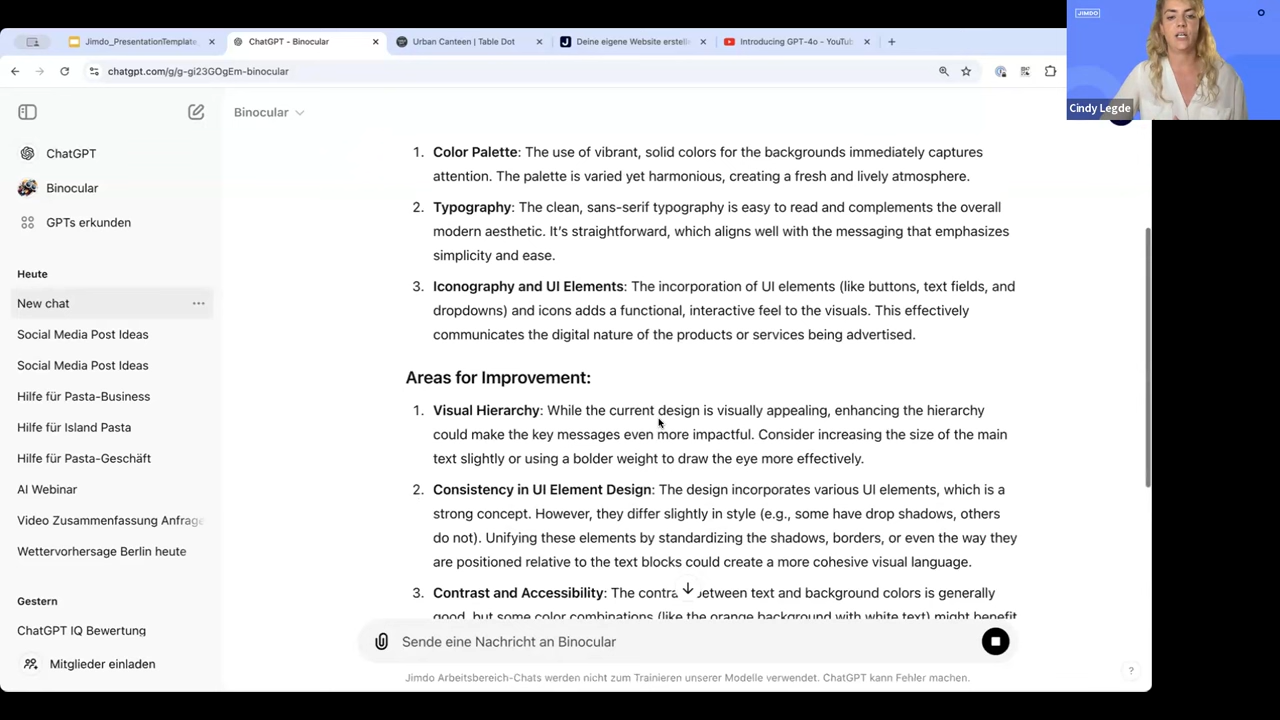 JIMDO
Cindy Legde
Jimdo_PresentationTemplate
ChatGPT - Binocular
Urban Canteen | Table Dot
Deine eigene Website erstell
Introducing GPT-4o – YouTub
chatgpt.com/g/g-gi23GOgEm-binocular
ChatGPT
Binocular
GPTs erkunden
Heute
New chat
Social Media Post Ideas
Social Media Post Ideas
Hilfe für Pasta-Business
Hilfe für Island Pasta
Hilfe für Pasta-Geschäft
AI Webinar
Video Zusammenfassung Anfrage
Wettervorhersage Berlin heute
Gestern
ChatGPT IQ Bewertung
Mitglieder einladen
Binocular
1. Color Palette: The use of vibrant, solid colors for the backgrounds immediately captures
attention. The palette is varied yet harmonious, creating a fresh and lively atmosphere.
2. Typography: The clean, sans-serif typography is easy to read and complements the overall
modern aesthetic. It’s straightforward, which aligns well with the messaging that emphasizes
simplicity and ease.
3. Iconography and UI Elements: The incorporation of UI elements (like buttons, text fields, and
dropdowns) and icons adds a functional, interactive feel to the visuals. This effectively
communicates the digital nature of the products or services being advertised.
Areas for Improvement:
1. Visual Hierarchy: While the current design is visually appealing, enhancing the hierarchy
could make the key messages even more impactful. Consider increasing the size of the main
text slightly or using a bolder weight to draw the eye more effectively.
2. Consistency in UI Element Design: The design incorporates various UI elements, which is a
strong concept. However, they differ slightly in style (e.g., some have drop shadows, others
do not). Unifying these elements by standardizing the shadows, borders, or even the way they
are positioned relative to the text blocks could create a more cohesive visual language.
3. Contrast and Accessibility: The contra between text and background colors is generally
good, but some color combinations (like the orange background with white text) might benefit
Sende eine Nachricht an Binocular
Jimdo Arbeitsbereich-Chats werden nicht zum Trainieren unserer Modelle verwendet. ChatGPT kann Fehler machen.
?